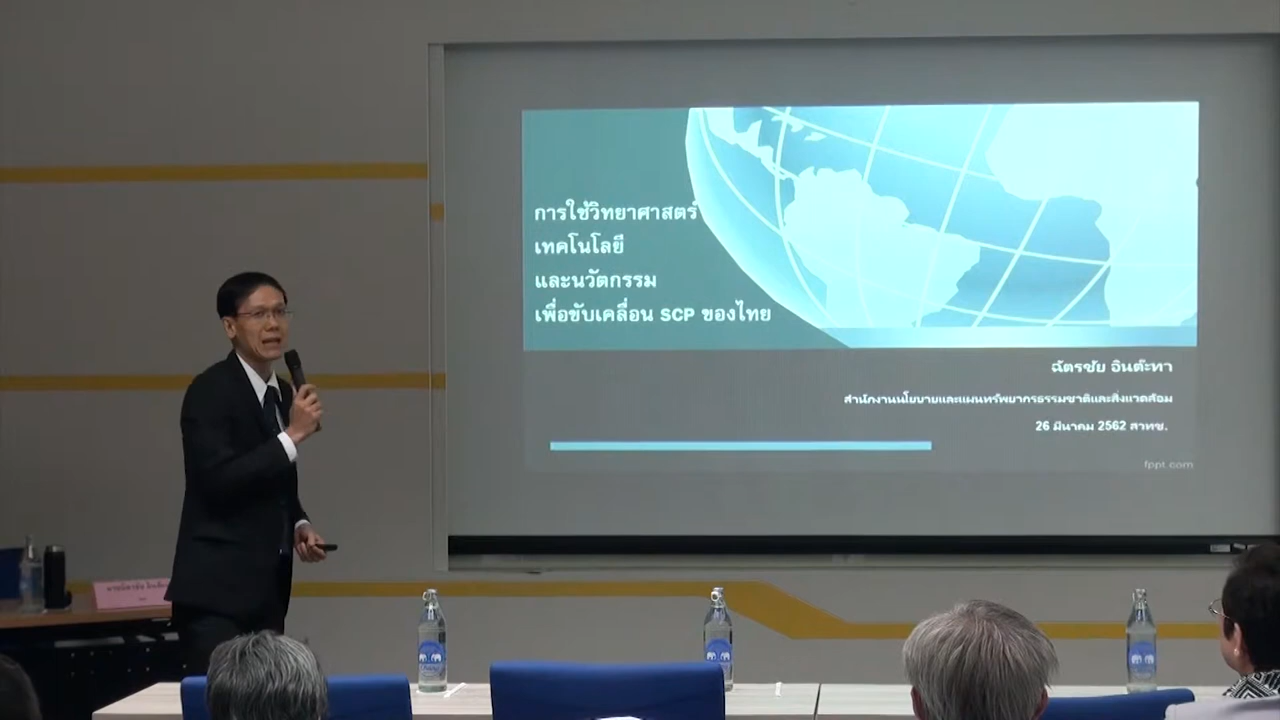 การใช้วิทยาศาสตร์
เทคโนโลยี
และนวัตกรรม
เพื่อขับเคลื่อน SCP ของไทย
ฉัตรชัย อินต๊ะทา
สำนักงานนโยบายและแผนทรัพยากรธรรมชาติและสิ่งแวดล้อม
26 มีนาคม 2562 สวทช.
fppt.com
Chang